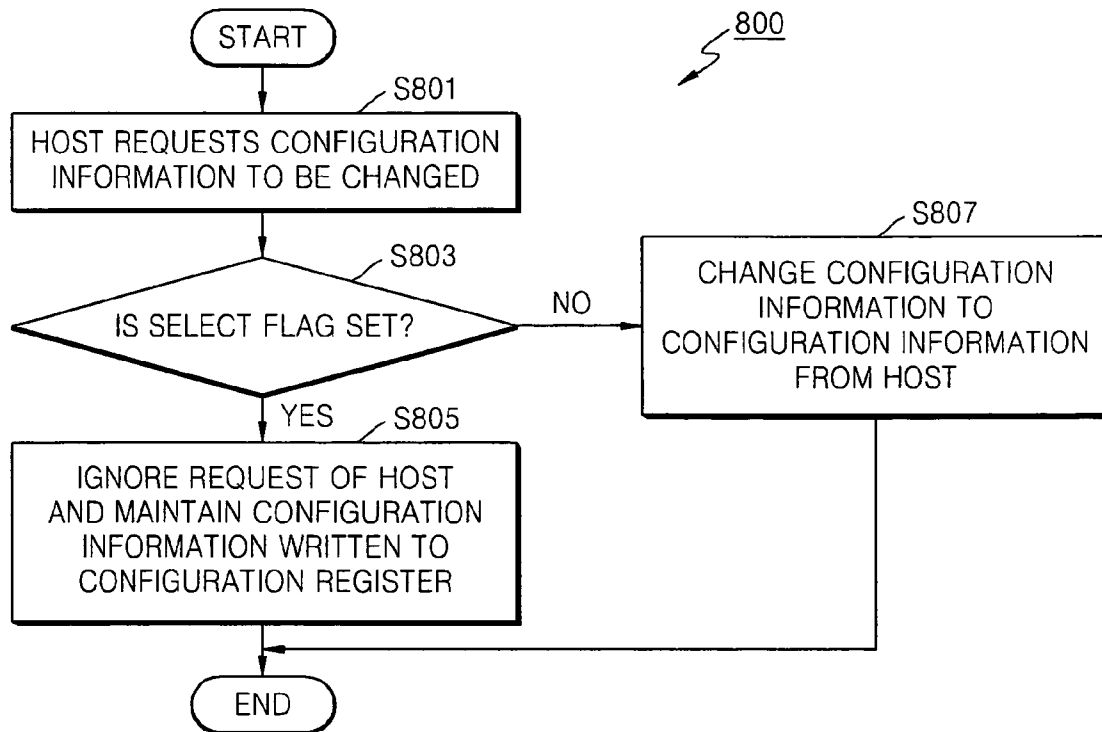 START
800
S801
HOST REQUESTS CONFIGURATION
INFORMATION TO BE CHANGED
S803
IS SELECT FLAG SET?
NO
S807
CHANGE CONFIGURATION
INFORMATION TO
CONFIGURATION INFORMATION
FROM HOST
YES
S805
IGNORE REQUEST OF HOST
AND MAINTAIN CONFIGURATION
INFORMATION WRITTEN TO
CONFIGURATION REGISTER
END